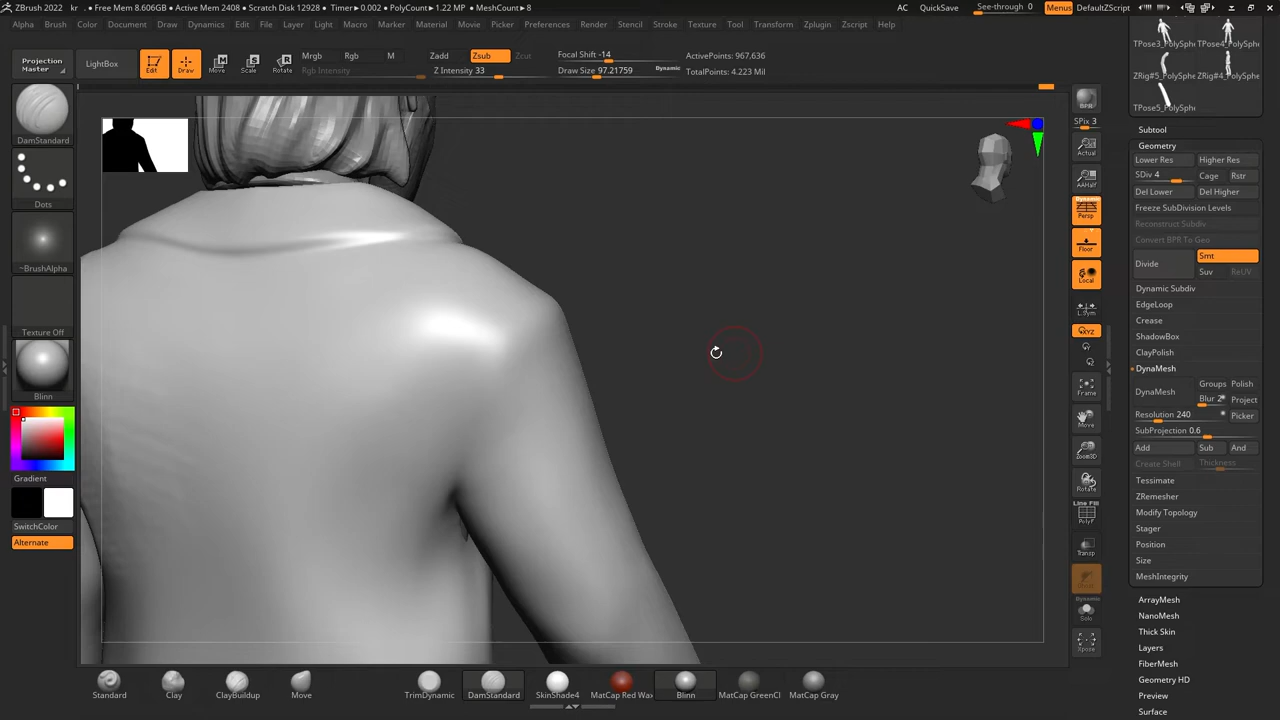 ZBrush 2022 kr ● Free Mem 8.606GB ● Active Mem 2408 ● Scratch Disk 12928 ● Timer▶0.002 ● PolyCount▶1.22 MP ● MeshCount▶8 AC QuickSave See-through 0 Menus DefaultZScript
Alpha Brush Color Document Draw Dynamics Edit File Layer Light Macro Marker Material Movie Picker Preferences Render Stencil Stroke Texture Tool Transform Zplugin Zscript Help
Projection Master LightBox Edit Draw Move Scale Rotate Mrgb Rgb M Zadd Zsub Zcut Focal Shift -14 ActivePoints: 967,636
Rgb Intensity Z Intensity 33 Draw Size 97.21759 Dynamic TotalPoints: 4.223 Mil
DamStandard
Dots
~BrushAlpha
Texture Off
Blinn
Gradient
SwitchColor
Alternate
BPR
SPix 3
Actual
AAHalf
Dynamic
Persp
Floor
Local
L.Sym
XYZ
Frame
Move
Zoom3D
Rotate
Line Fill
PolyF
Transp
Dynamic
Solo
Xpose
TPose3_PolySphe TPose4_PolySphe
ZRig#5_PolySphe ZRig#4_PolySphe
TPose5_PolySphe
Subtool
Geometry
Lower Res Higher Res
SDiv 4 Cage Rstr
Del Lower Del Higher
Freeze SubDivision Levels
Reconstruct Subdiv
Convert BPR To Geo
Divide Smt
Suv ReUV
Dynamic Subdiv
EdgeLoop
Crease
ShadowBox
ClayPolish
DynaMesh
DynaMesh Groups Polish
Blur 2 Project
Resolution 240 Picker
SubProjection 0.6
Add Sub And
Create Shell Thickness
Tessimate
ZRemesher
Modify Topology
Stager
Position
Size
MeshIntegrity
ArrayMesh
NanoMesh
Thick Skin
Layers
FiberMesh
Geometry HD
Preview
Surface
Standard Clay ClayBuildup Move TrimDynamic DamStandard SkinShade4 MatCap Red Wax Blinn MatCap GreenCl MatCap Gray